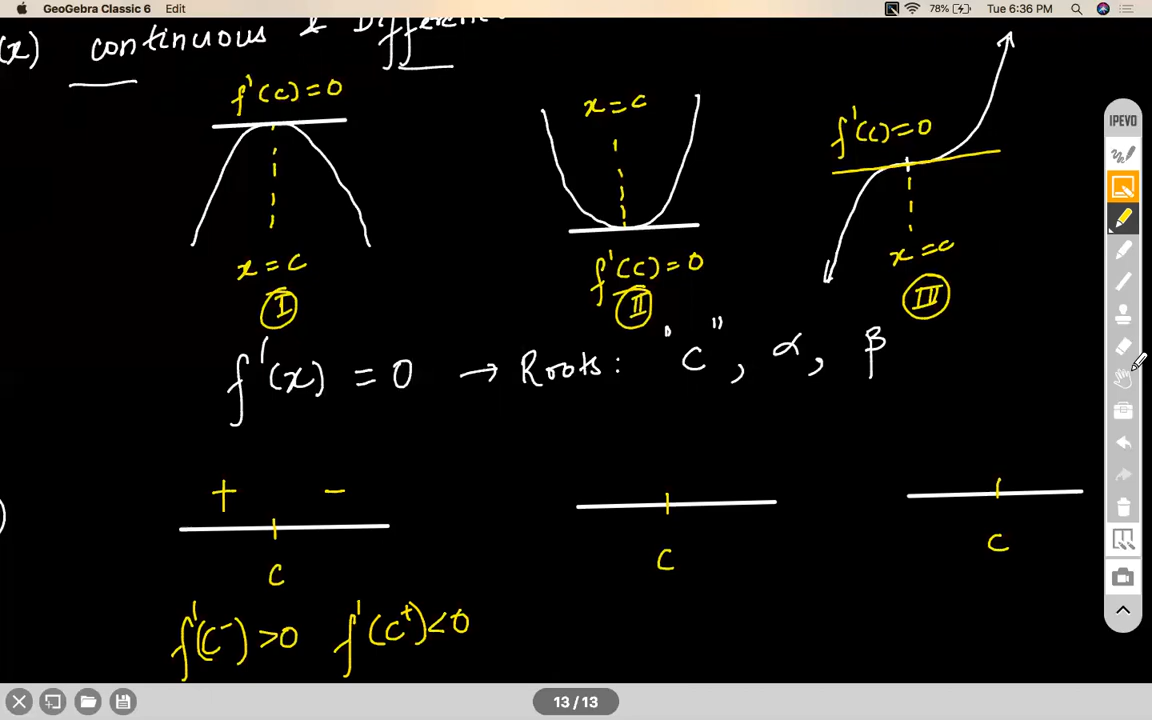 GeoGebra Classic 6 Edit 78% Tue 6:36 PM
(x) continuous &
f'(c)=0 x=c f'(c)=0
IPEVO
x=c f'(c)=0 x=c
I II III
f'(x) = 0 → Roots: "c", α, β
+ -
c c c
f'(c⁻)>0 f'(c⁺)<0
13 / 13